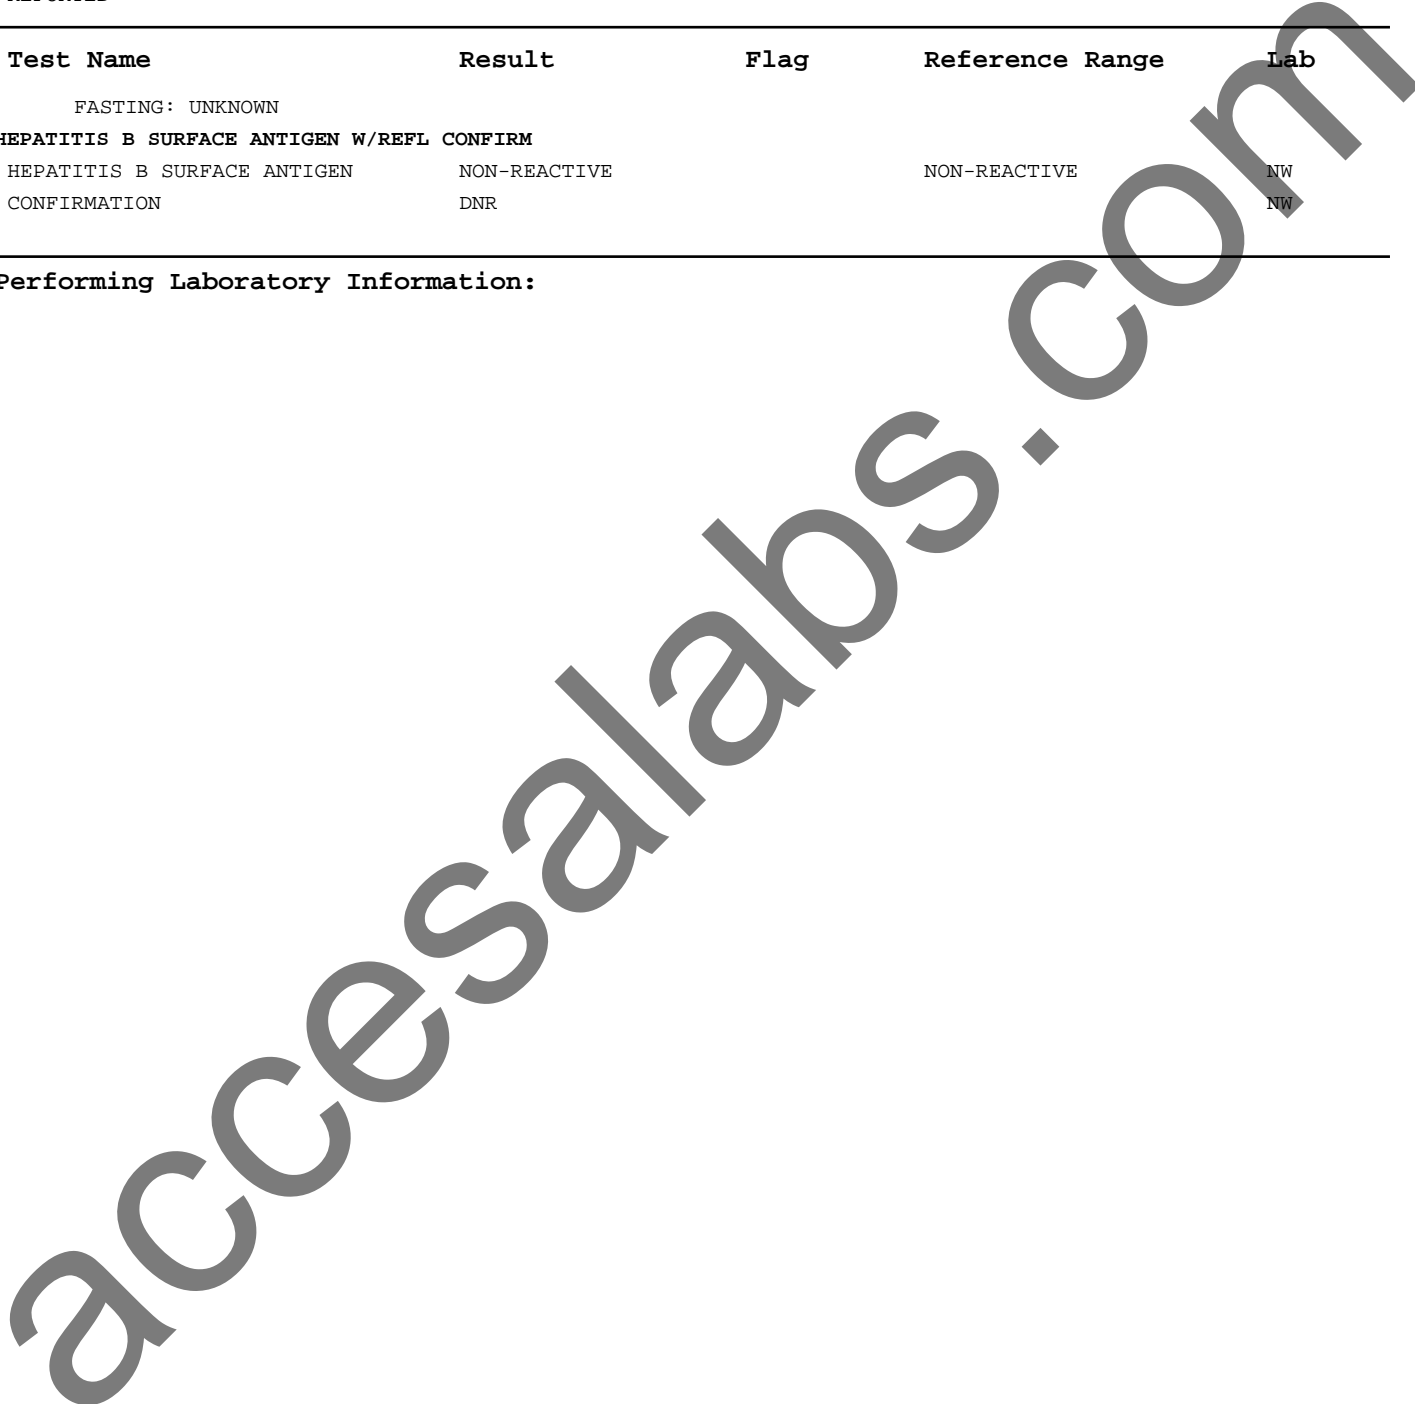 Test Name Result Flag Reference Range Lab
FASTING: UNKNOWN
HEPATITIS B SURFACE ANTIGEN W/REFL CONFIRM
HEPATITIS B SURFACE ANTIGEN NON-REACTIVE NON-REACTIVE NW
CONFIRMATION DNR NW
Performing Laboratory Information:
accesalabs.com